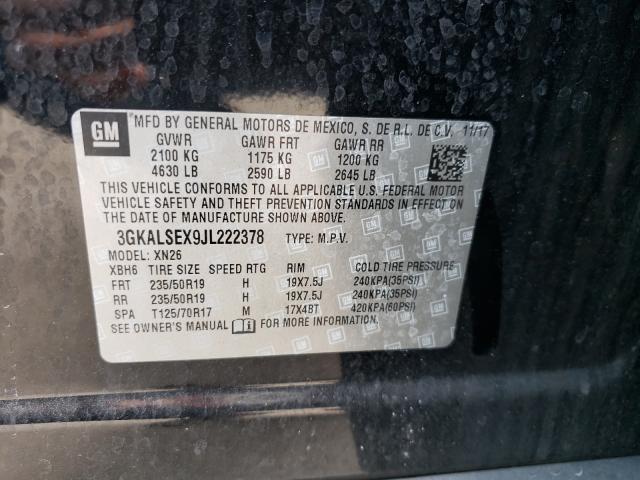 GM
MFD BY GENERAL MOTORS DE MEXICO, S. DE R.L. DE C.V. 11/17
GVWR GAWR FRT GAWR RR
2100 KG 1175 KG 1200 KG
4630 LB 2590 LB 2645 LB
THIS VEHICLE CONFORMS TO ALL APPLICABLE U.S. FEDERAL MOTOR
VEHICLE SAFETY AND THEFT PREVENTION STANDARDS IN EFFECT
ON THE DATE OF MANUFACTURE SHOWN ABOVE.
3GKALSEX9JL222378 TYPE: M.P.V.
MODEL: XN26
XBH6 TIRE SIZE SPEED RTG RIM COLD TIRE PRESSURE
FRT 235/50R19 H 19X7.5J 240KPA(35PSI)
RR 235/50R19 H 19X7.5J 240KPA(35PSI)
SPA T125/70R17 M 17X4BT 420KPA(60PSI)
SEE OWNER'S MANUAL FOR MORE INFORMATION.